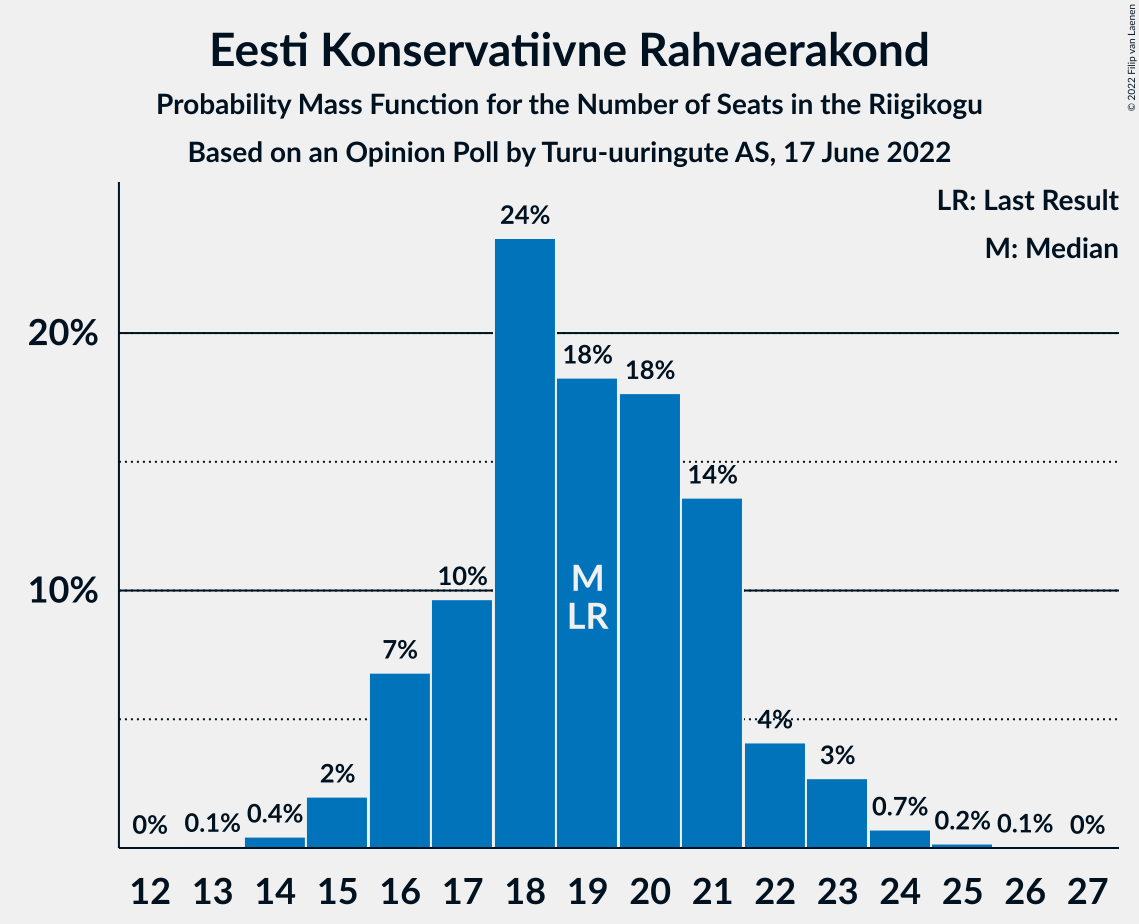 Eesti Konservatiivne Rahvaerakond
Probability Mass Function for the Number of Seats in the Riigikogu
Based on an Opinion Poll by Turu-uuringute AS, 17 June 2022
© 2022 Filip van Laenen
LR: Last Result
M: Median
20%
10%
0%
0.1%
0.4%
2%
7%
10%
24%
18%
18%
14%
4%
3%
0.7%
0.2%
0.1%
0%
M
LR
12 13 14 15 16 17 18 19 20 21 22 23 24 25 26 27